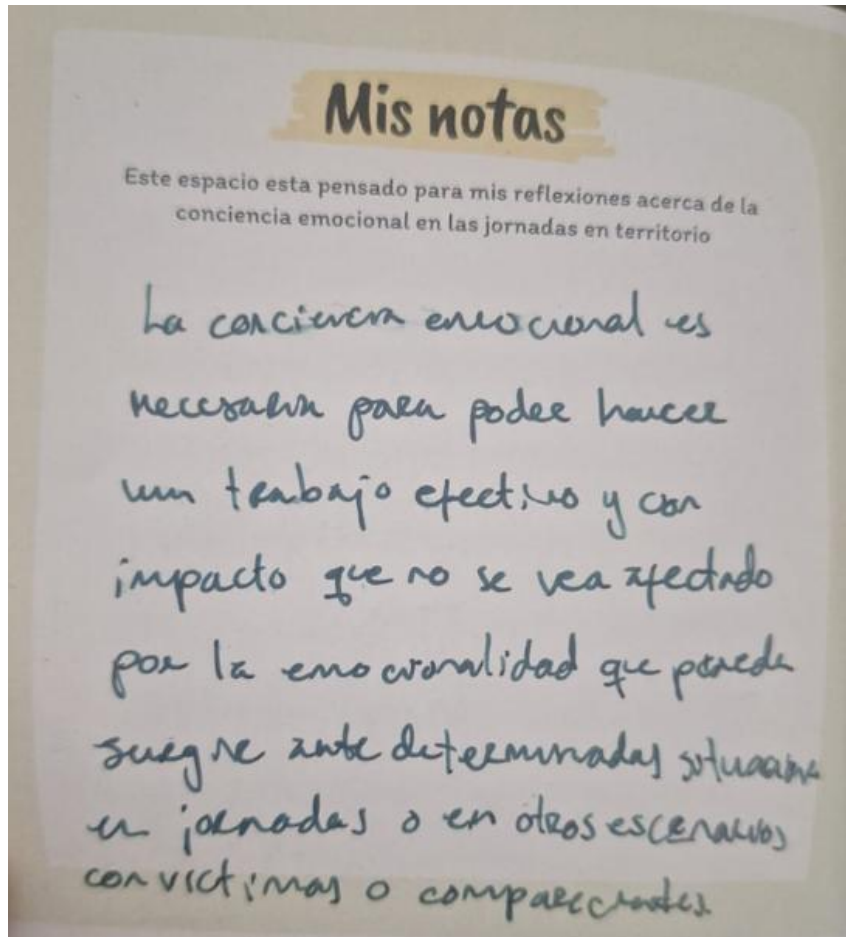 Mis notas
Este espacio esta pensado para mis reflexiones acerca de la
conciencia emocional en las jornadas en territorio
La conciencia emocional es
necesaria para poder hacer
un trabajo efectivo y con
impacto que no se vea afectado
por la emocionalidad que pueda
surgir ante determinadas situaciones
en jornadas o en otros escenarios
con victimas o comparecientes